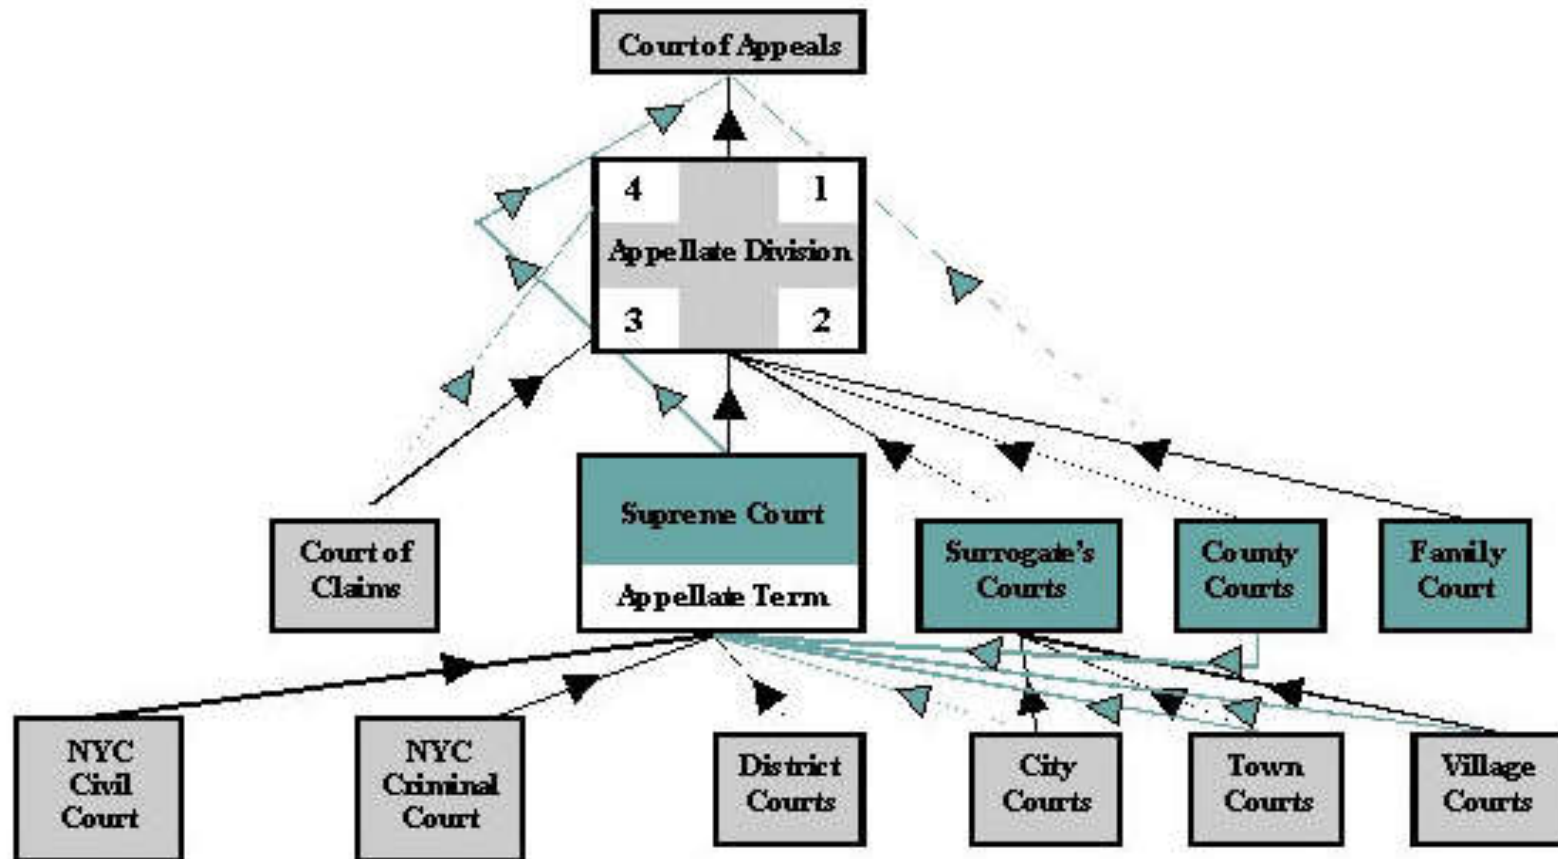 Court of Appeals
4
1
Appellate Division
3
2
Supreme Court
Appellate Term
Court of
Claims
Surrogate's
Courts
County
Courts
Family
Court
NYC
Civil
Court
NYC
Criminal
Court
District
Courts
City
Courts
Town
Courts
Village
Courts